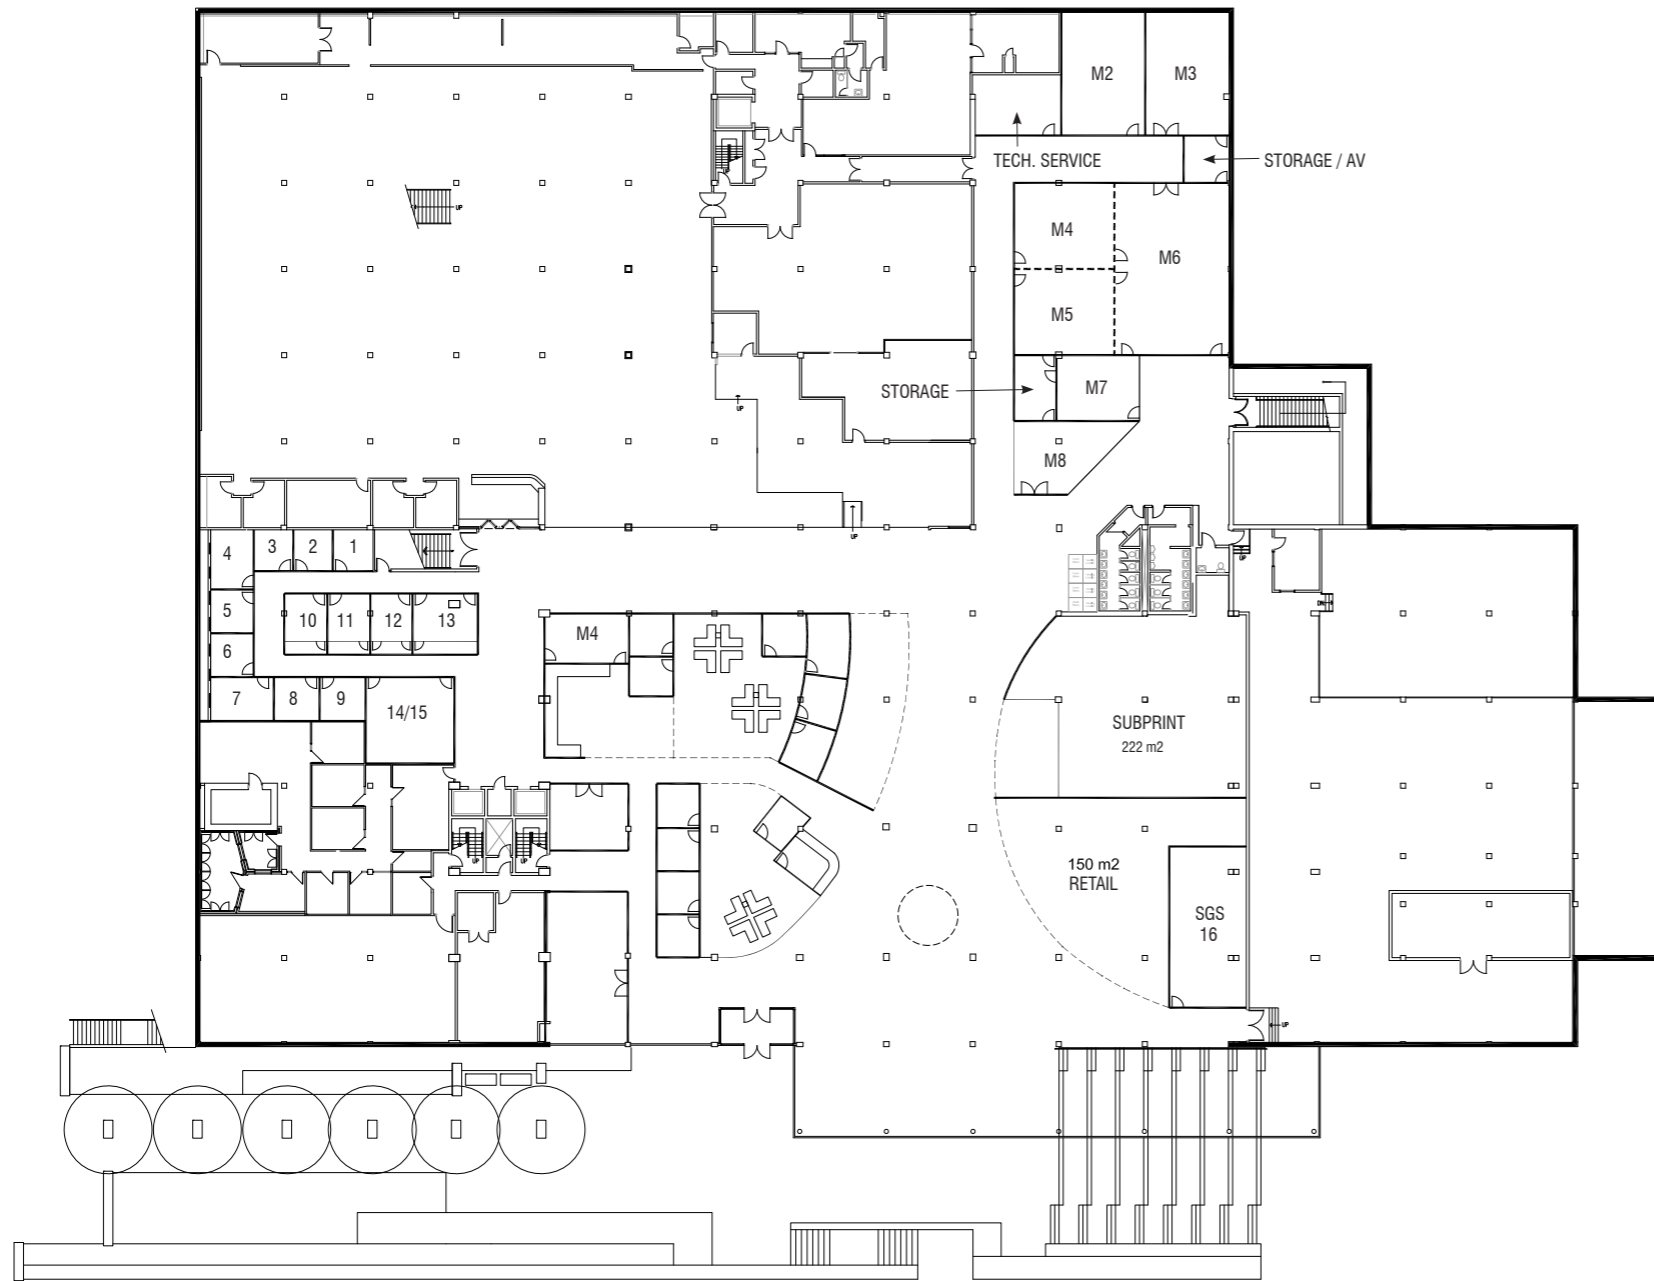 M2
M3
TECH. SERVICE
STORAGE / AV
UP
M4
M6
M5
STORAGE
M7
UP
M8
UP
4
3
2
1
UP
5
10
11
12
13
M4
6
7
8
9
14/15
SUBPRINT
222 m2
UP
UP
150 m2
RETAIL
SGS
16
UP